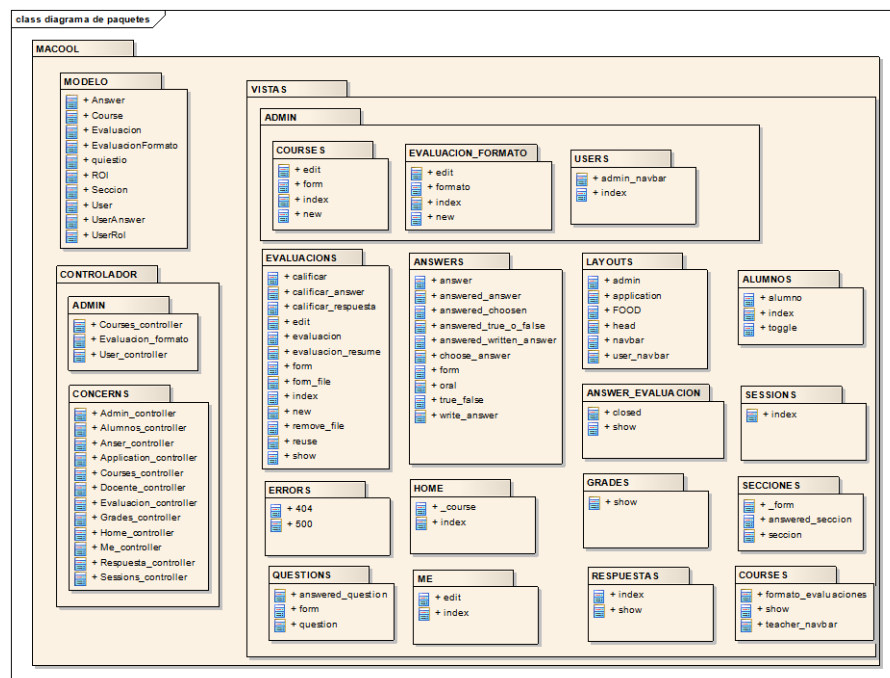 class diagrama de paquetes
MACOOL
MODELO
+ Answer
+ Course
+ Evaluacion
+ EvaluacionFormato
+ quiestio
+ ROI
+ Seccion
+ User
+ UserAnswer
+ UserRol
CONTROLADOR
ADMIN
+ Courses_controller
+ Evaluacion_formato
+ User_controller
CONCERNS
+ Admin_controller
+ Alumnos_controller
+ Anser_controller
+ Application_controller
+ Courses_controller
+ Docente_controller
+ Evaluacion_controller
+ Grades_controller
+ Home_controller
+ Me_controller
+ Respuesta_controller
+ Sessions_controller
VISTAS
ADMIN
COURSES
+ edit
+ form
+ index
+ new
EVALUACION_FORMATO
+ edit
+ formato
+ index
+ new
USERS
+ admin_navbar
+ index
EVALUACIONS
+ calificar
+ calificar_answer
+ calificar_respuesta
+ edit
+ evaluacion
+ evaluacion_resume
+ form
+ form_file
+ index
+ new
+ remove_file
+ reuse
+ show
ANSWERS
+ answer
+ answered_answer
+ answered_choosen
+ answered_true_o_false
+ answered_written_answer
+ choose_answer
+ form
+ oral
+ true_false
+ write_answer
LAYOUTS
+ admin
+ application
+ FOOD
+ head
+ navbar
+ user_navbar
ALUMNOS
+ alumno
+ index
+ toggle
ANSWER_EVALUACION
+ closed
+ show
SESSIONS
+ index
ERRORS
+ 404
+ 500
HOME
+ _course
+ index
GRADES
+ show
SECCIONES
+ _form
+ answered_seccion
+ seccion
QUESTIONS
+ answered_question
+ form
+ question
ME
+ edit
+ index
RESPUESTAS
+ index
+ show
COURSES
+ formato_evaluaciones
+ show
+ teacher_navbar